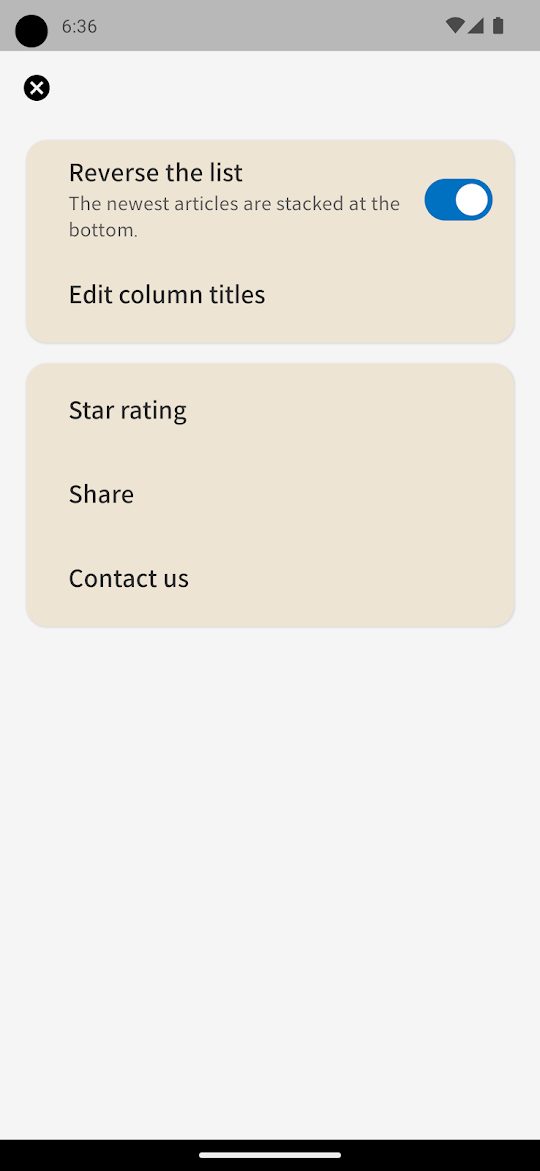 6:36
Reverse the list
The newest articles are stacked at the
bottom.
Edit column titles
Star rating
Share
Contact us